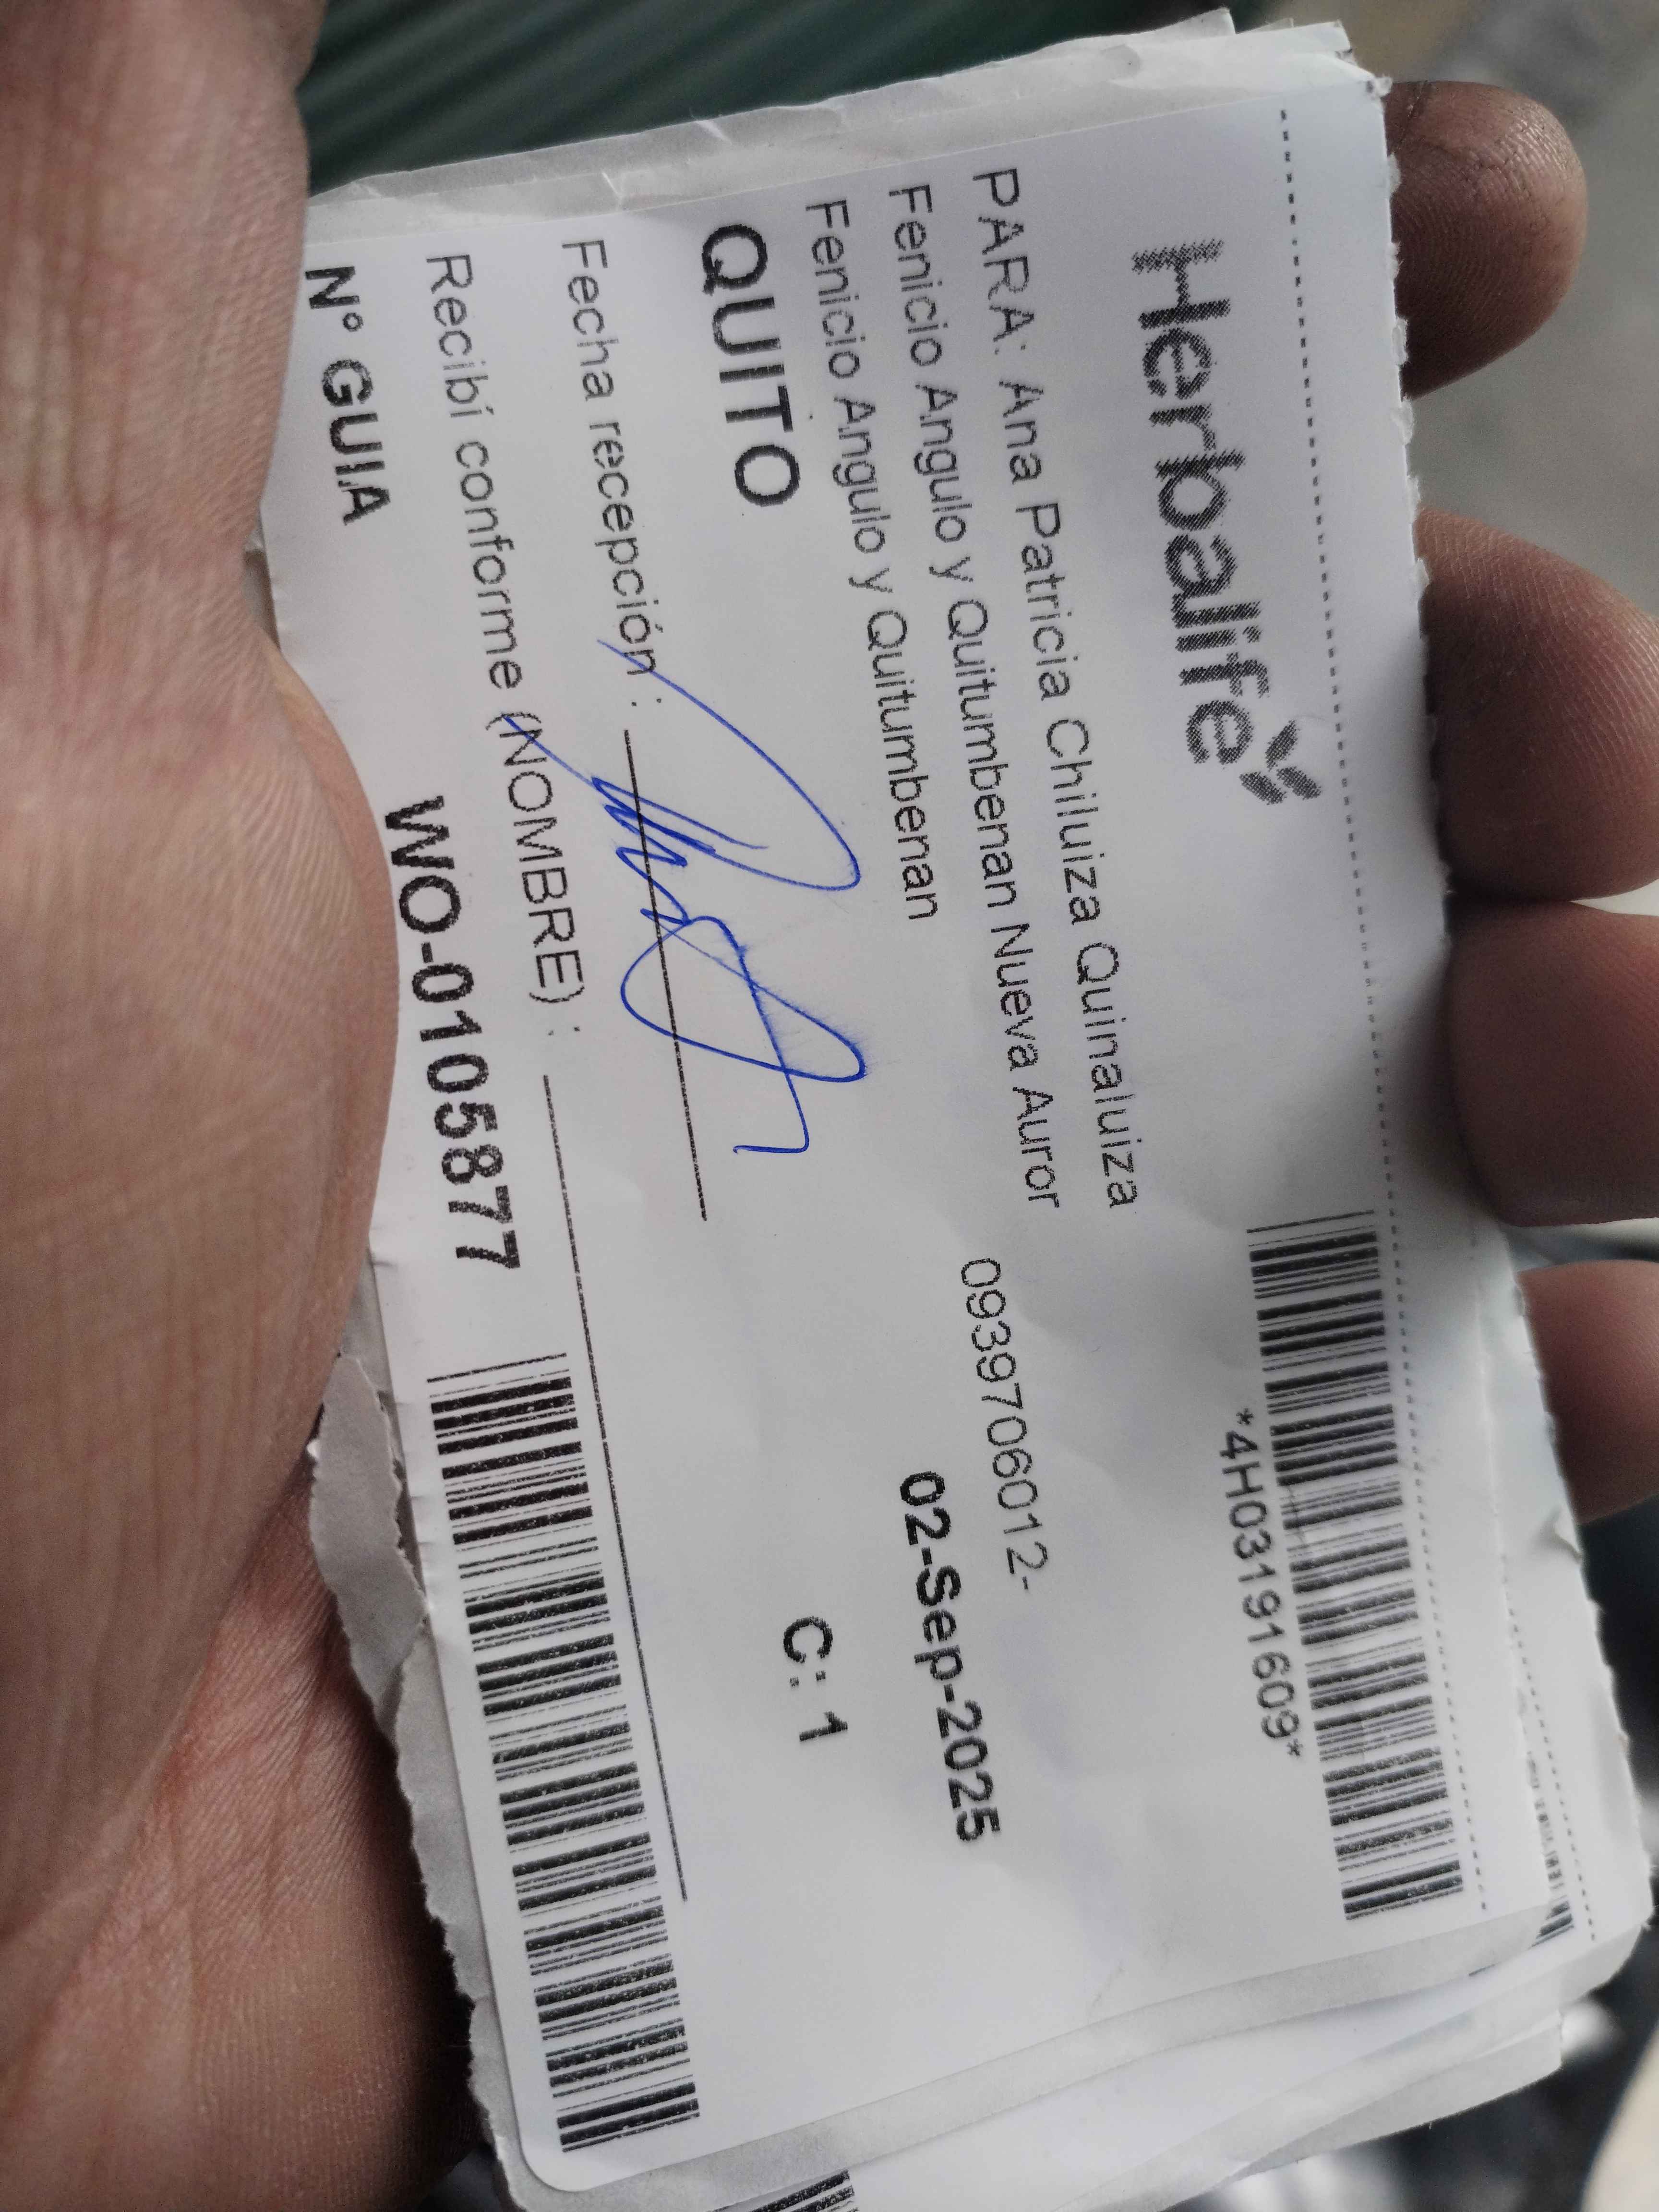 Herbalife
*4H03191609*
PARA: Ana Patricia Chiluiza Quinaluiza
Fenicio Angulo y Quitumbenan Nueva Auror 0939706012-
Fenicio Angulo y Quitumbenan 02-Sep-2025
QUITO C: 1
Fecha recepción :
Recibí conforme (NOMBRE) :
N° GUIA WO-0105877